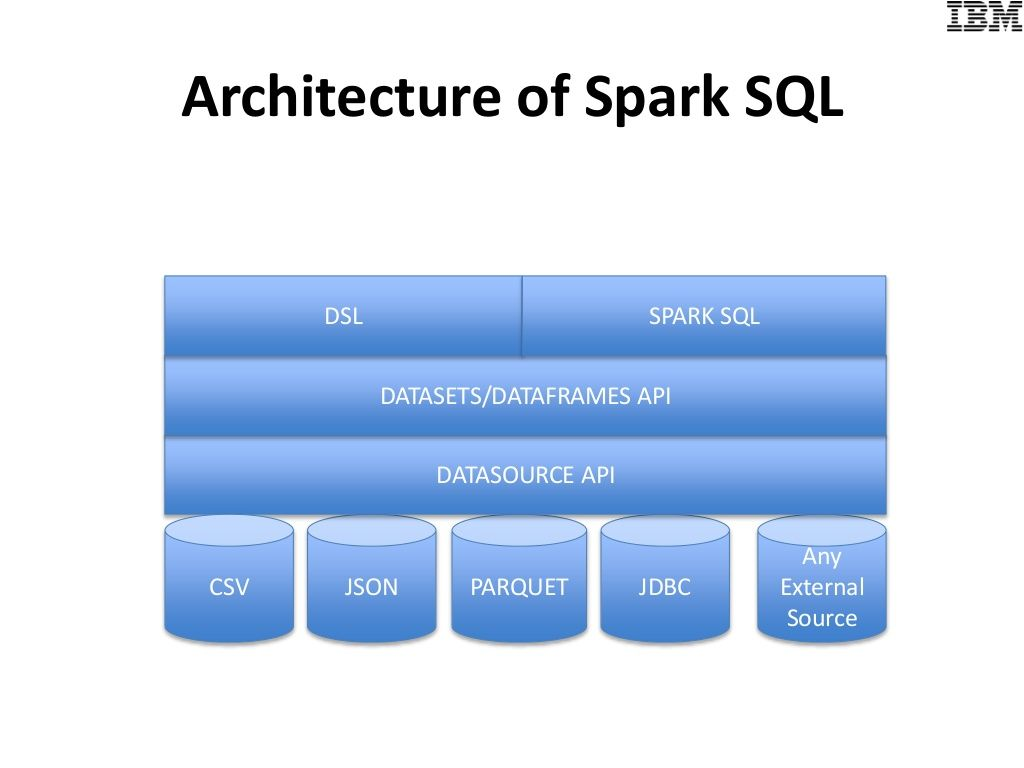 IBM
Architecture of Spark SQL
DSL
SPARK SQL
DATASETS/DATAFRAMES API
DATASOURCE API
CSV
JSON
PARQUET
JDBC
Any
External
Source